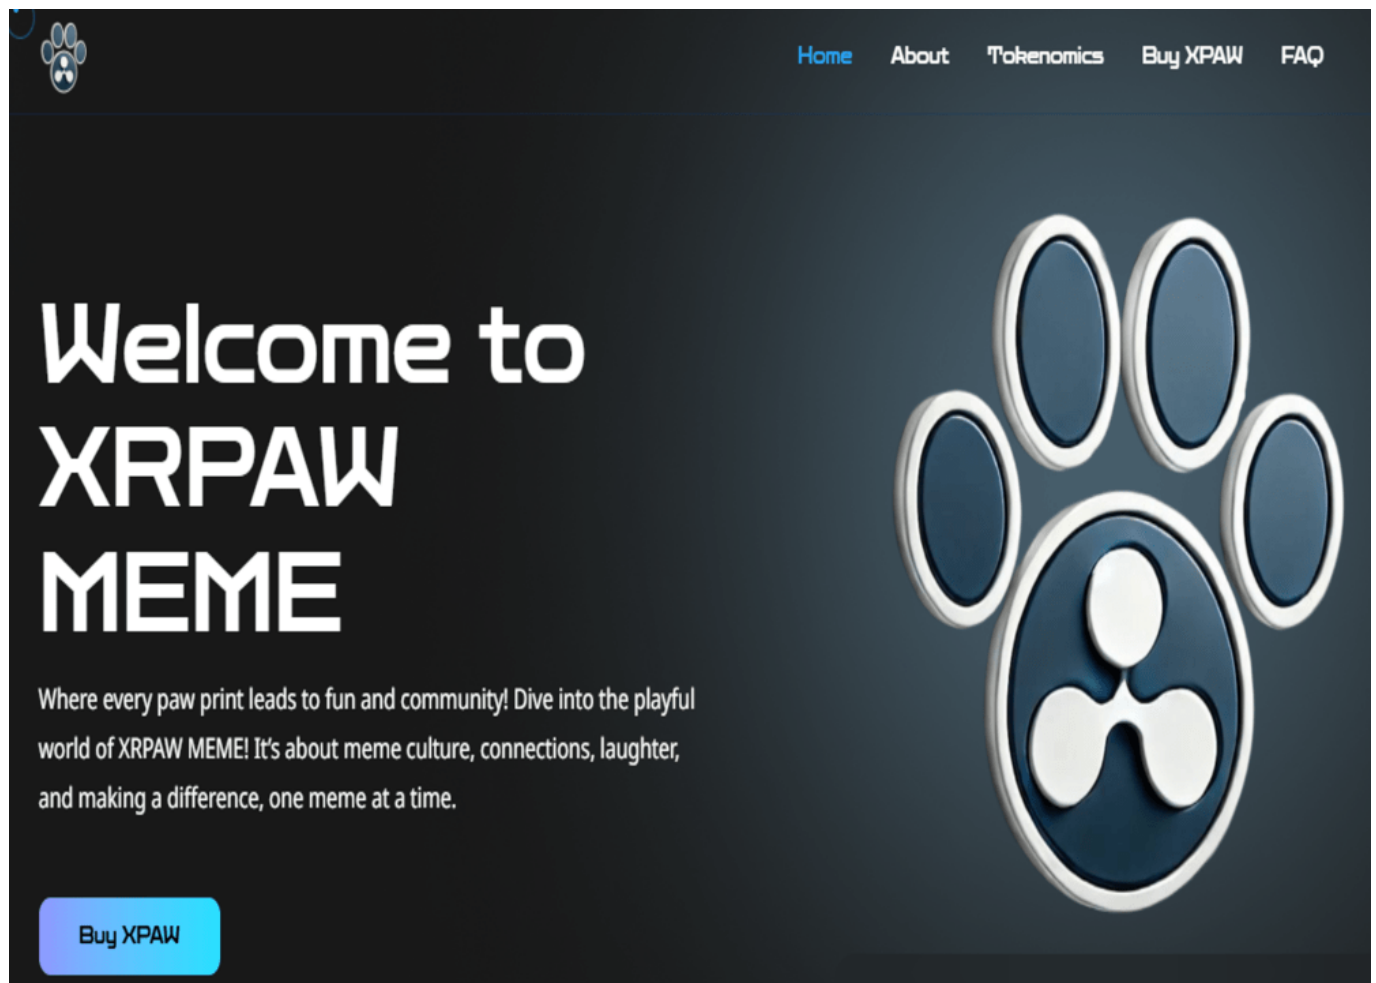 Home About Tokenomics Buy XPAW FAQ
Welcome to
XRPAW
MEME
Where every paw print leads to fun and community! Dive into the playful
world of XRPAW MEME! It's about meme culture, connections, laughter,
and making a difference, one meme at a time.
Buy XPAW